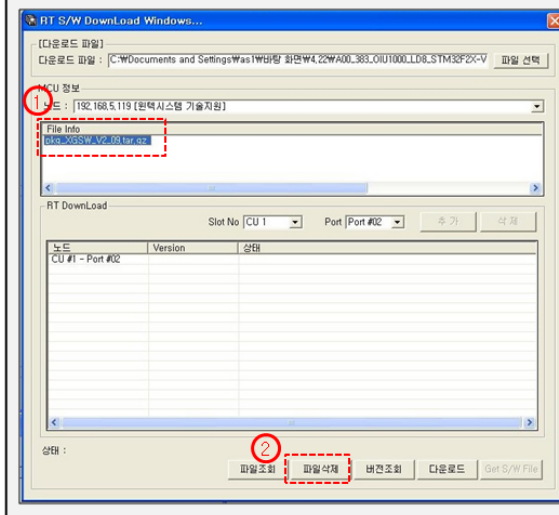 RT S/W DownLoad Windows...
[다운로드 파일]
다운로드 파일 : C:₩Documents and Settings₩as1₩바탕 화면₩4,22₩A00_383_OIU1000_LD8_STM32F2X-V 파일 선택
MCU 정보
1
노드 : 192,168,5,119 [윈텍시스템 기술지원]
File Info
pkg_XGSW_V2_09.tar.gz
RT DownLoad
Slot No CU 1 Port Port #02 추 가 삭 제
노드 Version 상태
CU #1 - Port #02
상태 :
2
파일조회 파일삭제 버전조회 다운로드 Get S/W File